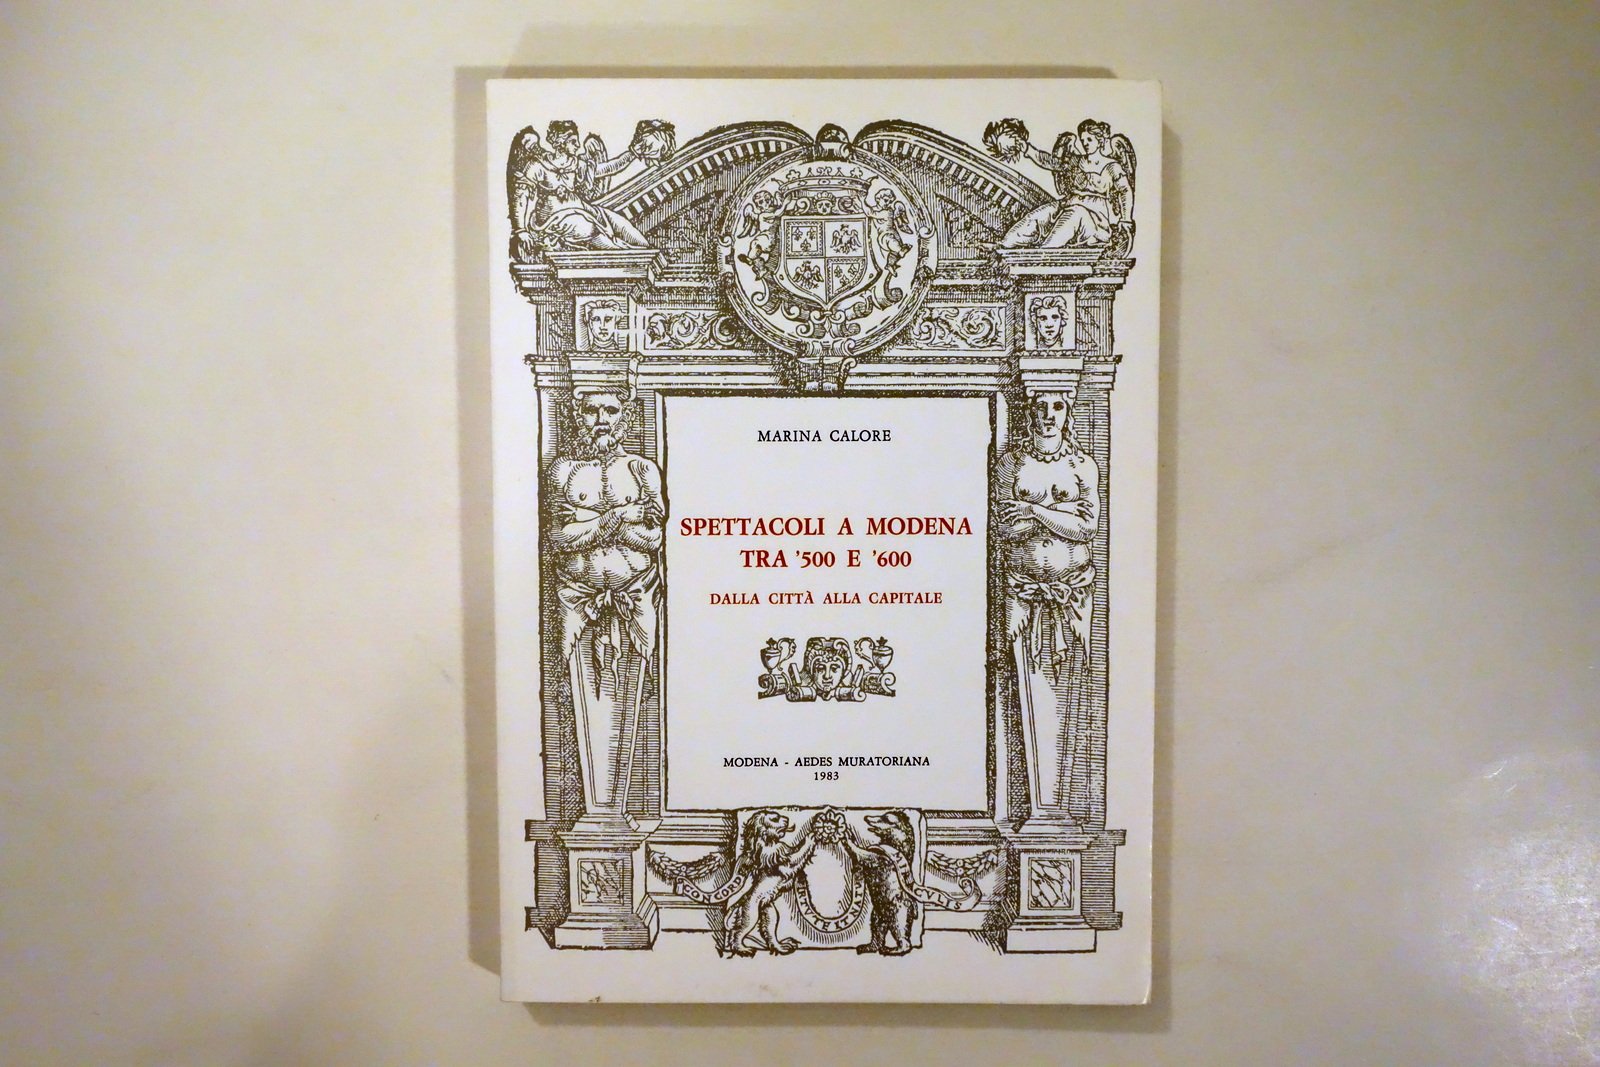 MARINA CALORE
SPETTACOLI A MODENA
TRA '500 E '600
DALLA CITTÀ ALLA CAPITALE
MODENA - AEDES MURATORIANA
1983